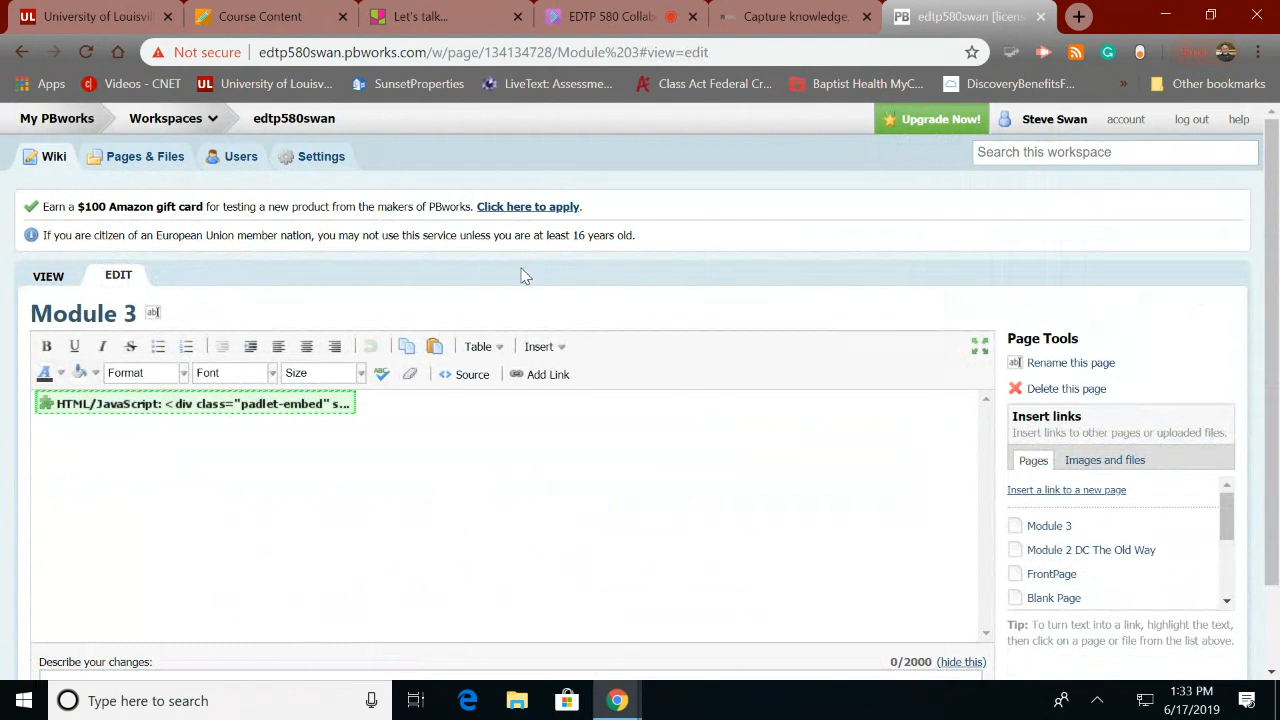 University of Louisvill
Course Content
Let's talk...
EDTP 580 Collab
Capture knowledge,
edtp580swan [licens
Not secure
edtp580swan.pbworks.com/w/page/134134728/Module%203#view=edit
Error
Apps
Videos - CNET
University of Louisv...
SunsetProperties
LiveText: Assessme...
Class Act Federal Cr...
Baptist Health MyC...
DiscoveryBenefitsF...
»
Other bookmarks
My PBworks
Workspaces
edtp580swan
Upgrade Now!
Steve Swan
account
log out
help
Wiki
Pages & Files
Users
Settings
Search this workspace
Earn a $100 Amazon gift card for testing a new product from the makers of PBworks. Click here to apply.
If you are citizen of an European Union member nation, you may not use this service unless you are at least 16 years old.
VIEW
EDIT
Module 3
Page Tools
B U I S
Table
Insert
Rename this page
A
Format
Font
Size
Source
Add Link
Delete this page
HTML/JavaScript: <div class="padlet-embed" s...
Insert links
Insert links to other pages or uploaded files.
Pages
Images and files
Insert a link to a new page
Module 3
Module 2 DC The Old Way
FrontPage
Blank Page
Tip: To turn text into a link, highlight the text,
then click on a page or file from the list above.
Describe your changes:
0/2000 (hide this)
Type here to search
1:33 PM
6/17/2019